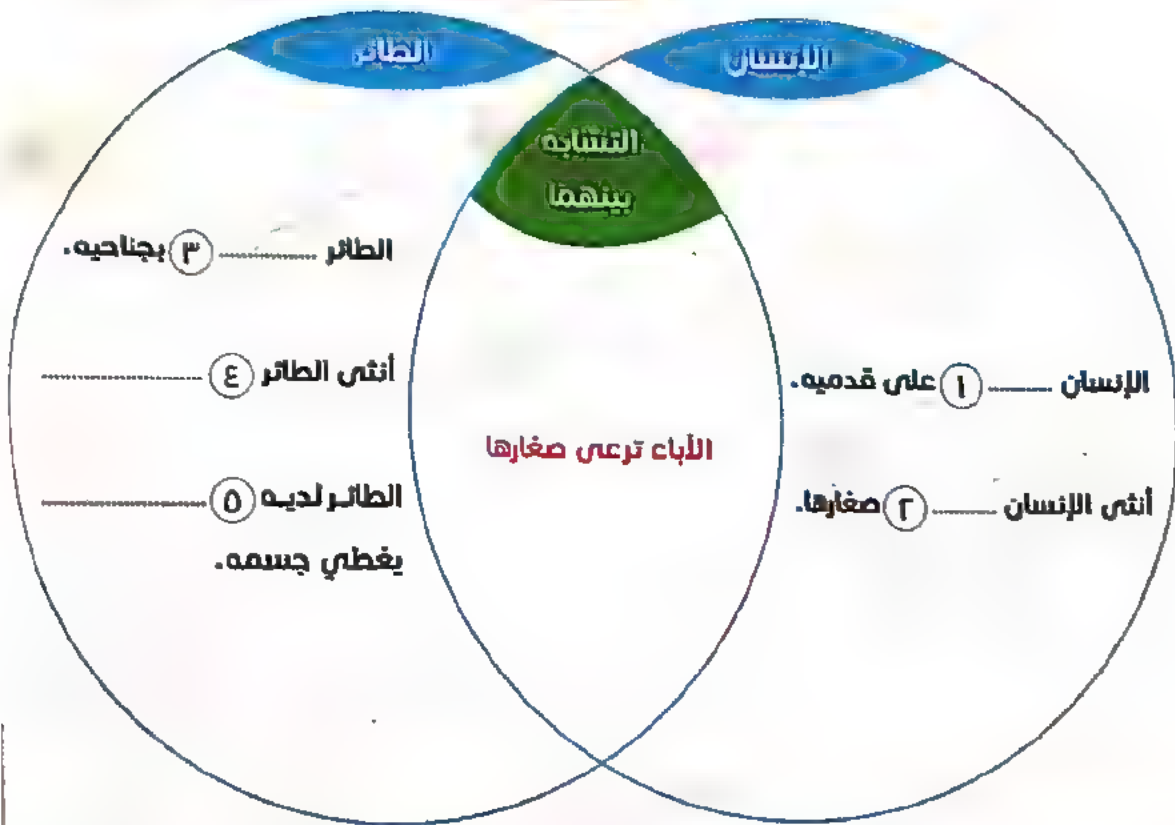 الإنسان
الطائر
التشابه
بينهما
الإنسان ........ ١ على قدميه.
أنثى الإنسان ........ ٢ صغارها.
الأباء ترعى صغارها
الطائر ............ ٣ بجناحيه.
أنثى الطائر ٤ ....................
الطائر لديه ٥ ....................
يغطي جسمه.